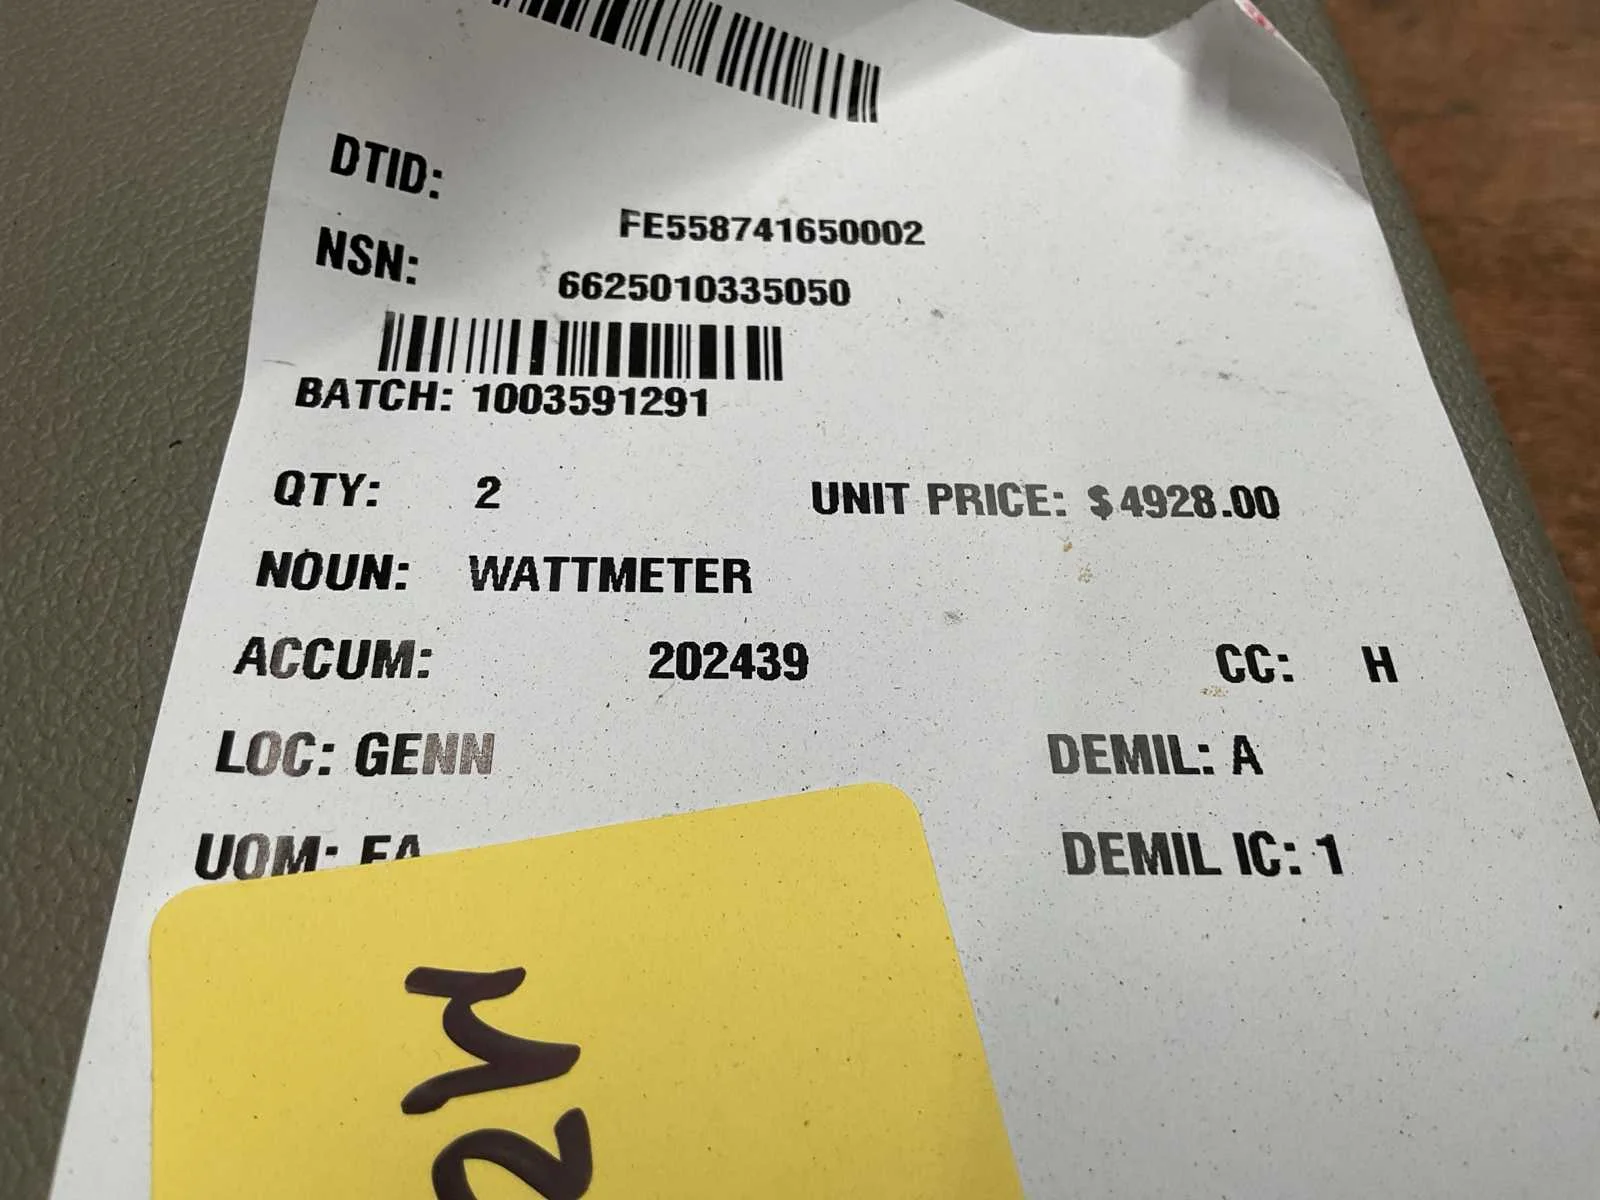 DTID: FE558741650002
NSN: 6625010335050
BATCH: 1003591291
QTY: 2 UNIT PRICE: $4928.00
NOUN: WATTMETER
ACCUM: 202439 CC: H
LOC: GENN DEMIL: A
UOM: EA DEMIL IC: 1